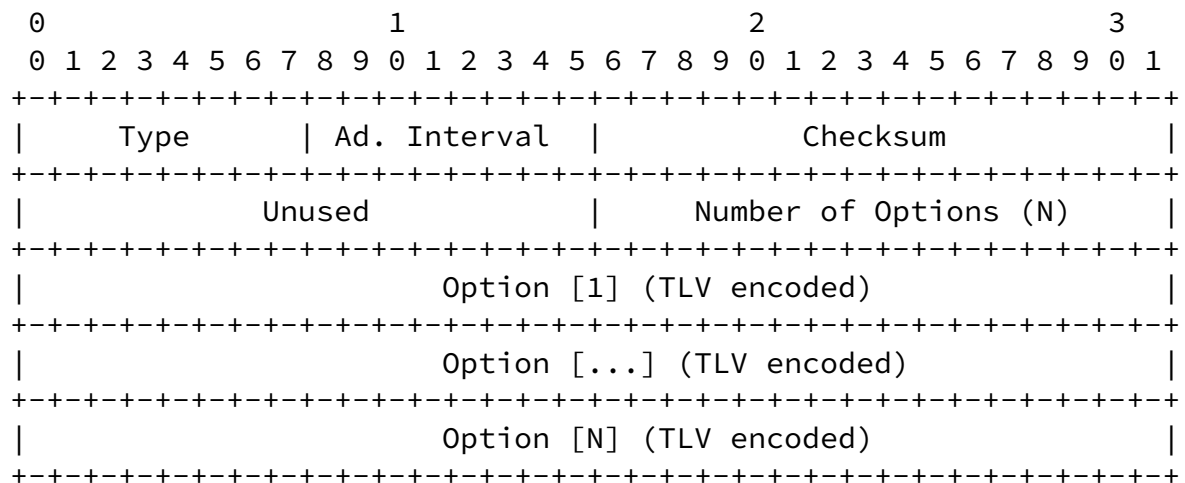 0                   1                   2                   3
 0 1 2 3 4 5 6 7 8 9 0 1 2 3 4 5 6 7 8 9 0 1 2 3 4 5 6 7 8 9 0 1
+-+-+-+-+-+-+-+-+-+-+-+-+-+-+-+-+-+-+-+-+-+-+-+-+-+-+-+-+-+-+-+-+
|     Type      | Ad. Interval  |           Checksum            |
+-+-+-+-+-+-+-+-+-+-+-+-+-+-+-+-+-+-+-+-+-+-+-+-+-+-+-+-+-+-+-+-+
|             Unused            |     Number of Options (N)     |
+-+-+-+-+-+-+-+-+-+-+-+-+-+-+-+-+-+-+-+-+-+-+-+-+-+-+-+-+-+-+-+-+
|                       Option [1] (TLV encoded)                |
+-+-+-+-+-+-+-+-+-+-+-+-+-+-+-+-+-+-+-+-+-+-+-+-+-+-+-+-+-+-+-+-+
|                       Option [...] (TLV encoded)              |
+-+-+-+-+-+-+-+-+-+-+-+-+-+-+-+-+-+-+-+-+-+-+-+-+-+-+-+-+-+-+-+-+
|                       Option [N] (TLV encoded)                |
+-+-+-+-+-+-+-+-+-+-+-+-+-+-+-+-+-+-+-+-+-+-+-+-+-+-+-+-+-+-+-+-+